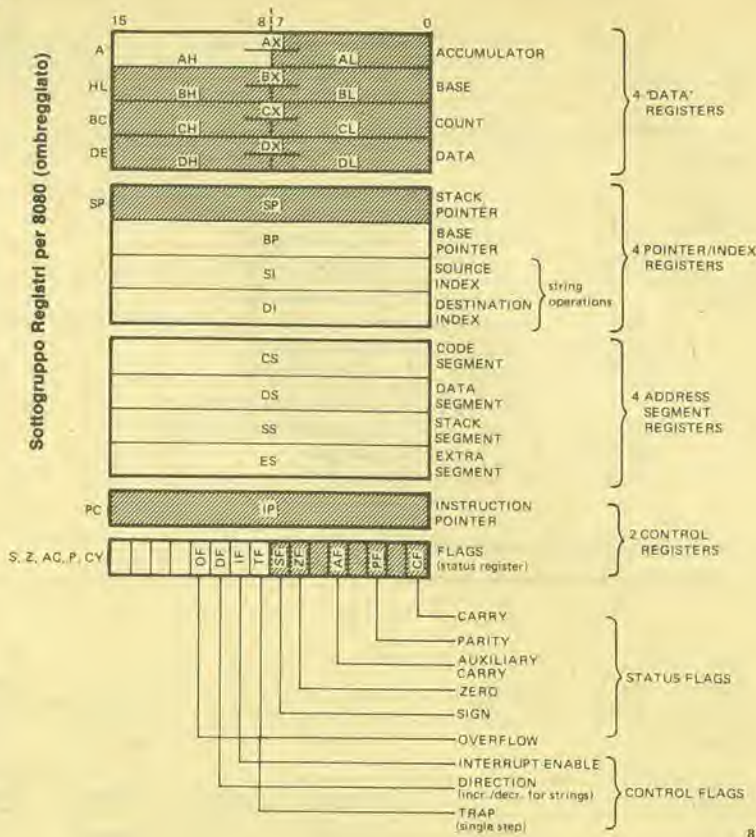 Sottogruppo Registri per 8080 (ombreggiato)
15 8 7 0
A AX AH AL ACCUMULATOR
HL BX BH BL BASE
BC CX CH CL COUNT
DE DX DH DL DATA
4 "DATA"
REGISTERS
SP SP STACK
POINTER
BP BASE
POINTER
SI SOURCE
INDEX
DI DESTINATION
INDEX
string
operations
4 POINTER/INDEX
REGISTERS
CS CODE
SEGMENT
DS DATA
SEGMENT
SS STACK
SEGMENT
ES EXTRA
SEGMENT
4 ADDRESS
SEGMENT
REGISTERS
PC IP INSTRUCTION
POINTER
S, Z, AC, P, CY OF DF IF TF SF ZF AF PF CF FLAGS
(status register)
2 CONTROL
REGISTERS
CARRY
PARITY
AUXILIARY
CARRY
ZERO
SIGN
OVERFLOW
STATUS FLAGS
INTERRUPT ENABLE
DIRECTION
(incr./decr. for strings)
TRAP
(single step)
CONTROL FLAGS
8